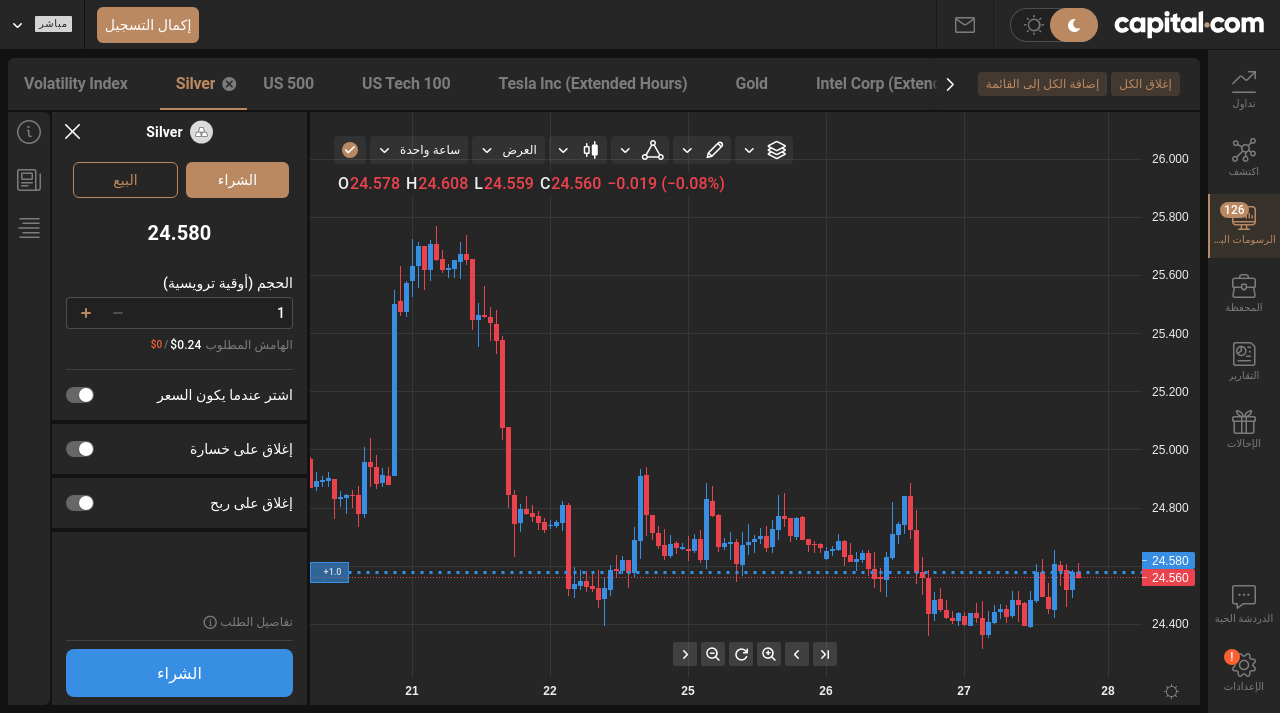 مباشر
إكمال التسجيل
capital.com
Volatility Index
Silver
US 500
US Tech 100
Tesla Inc (Extended Hours)
Gold
Intel Corp (Extend
إضافة الكل إلى القائمة
إغلاق الكل
Silver
البيع
الشراء
24.580
الحجم (أوقية ترويسية)
1
الهامش المطلوب $0.24 / $0
اشتر عندما يكون السعر
إغلاق على خسارة
إغلاق على ربح
تفاصيل الطلب
الشراء
ساعة واحدة
العرض
O24.578 H24.608 L24.559 C24.560 −0.019 (−0.08%)
26.000
25.800
25.600
25.400
25.200
25.000
24.800
24.580
24.560
24.400
+1.0
21
22
25
26
27
28
تداول
اكتشف
126
الرسومات الب...
المحفظة
التقارير
الإحالات
الدردشة الحية
!
الإعدادات